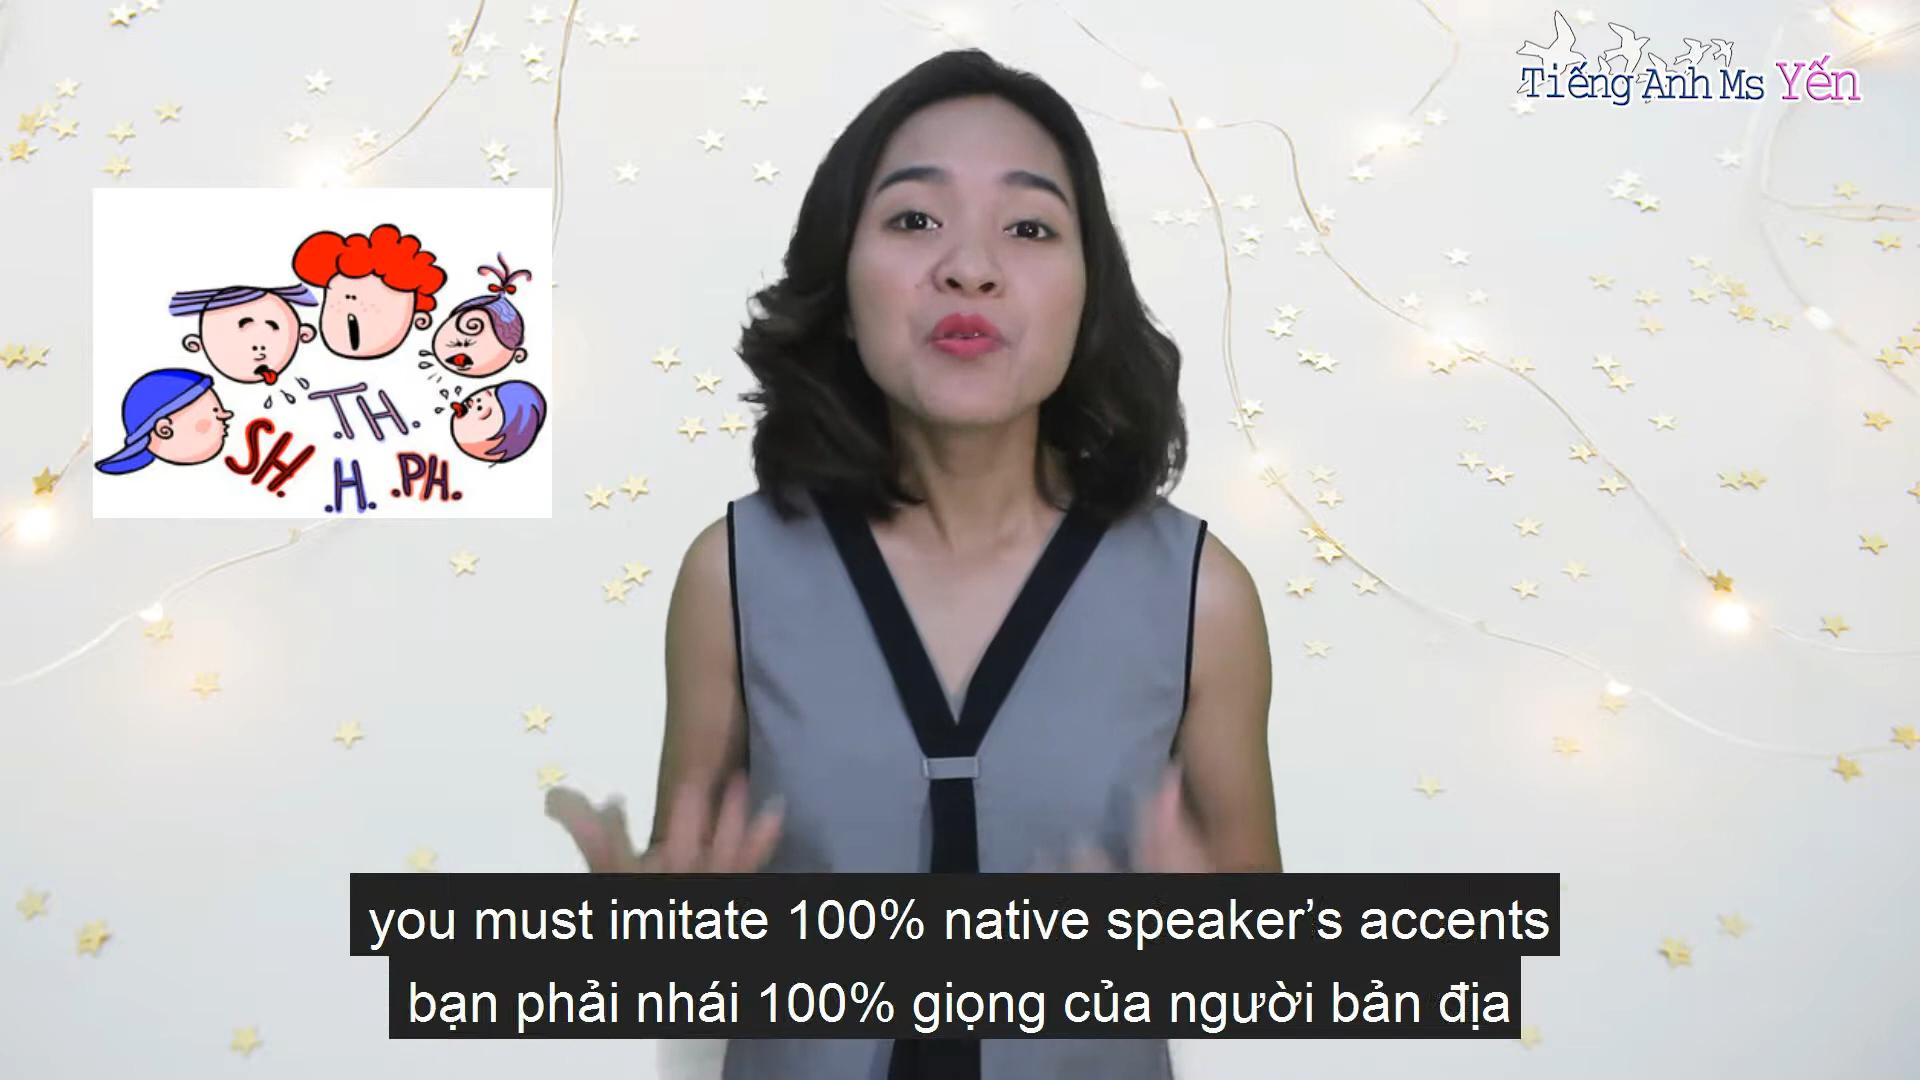 Tiếng Anh Ms Yến
SH.
.TH.
.H.
.PH.
you must imitate 100% native speaker’s accents
bạn phải nhái 100% giọng của người bản địa